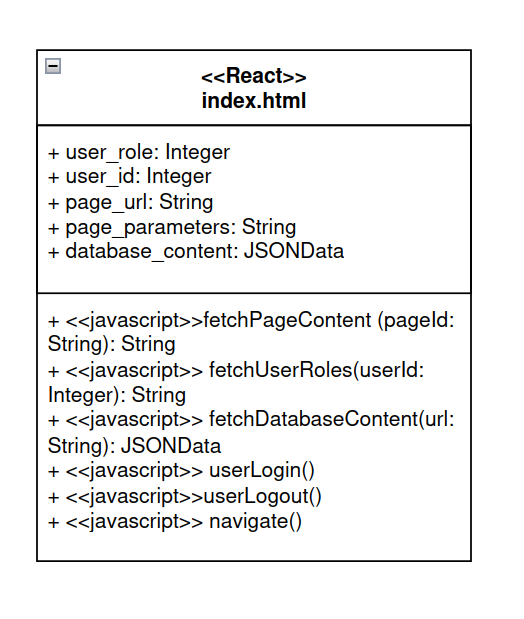 <<React>>
index.html
+ user_role: Integer
+ user_id: Integer
+ page_url: String
+ page_parameters: String
+ database_content: JSONData
+ <<javascript>>fetchPageContent (pageId:
String): String
+ <<javascript>> fetchUserRoles(userId:
Integer): String
+ <<javascript>> fetchDatabaseContent(url:
String): JSONData
+ <<javascript>> userLogin()
+ <<javascript>>userLogout()
+ <<javascript>> navigate()